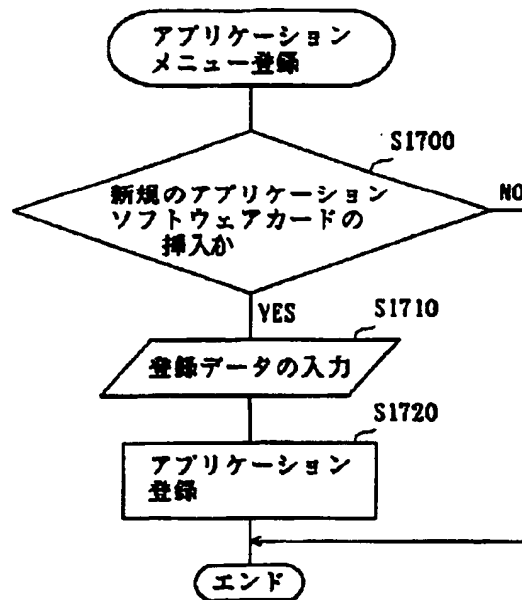 アプリケーション
メニュー登録
S1700
新規のアプリケーション
ソフトウェアカードの
挿入か
NO
YES
S1710
登録データの入力
S1720
アプリケーション
登録
エンド